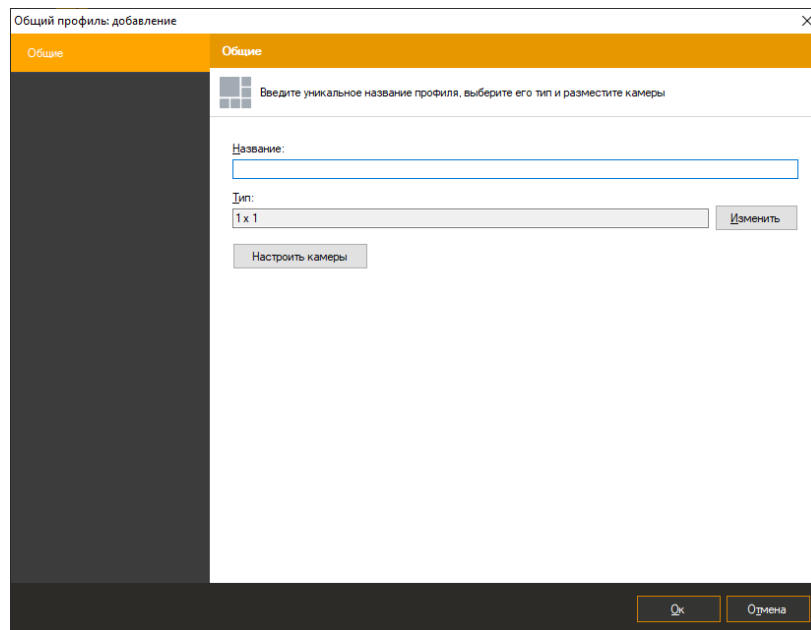 Общий профиль: добавление
Общие
Общие
Введите уникальное название профиля, выберите его тип и разместите камеры
Название:
Тип:
1 x 1
Изменить
Настроить камеры
Ок
Отмена